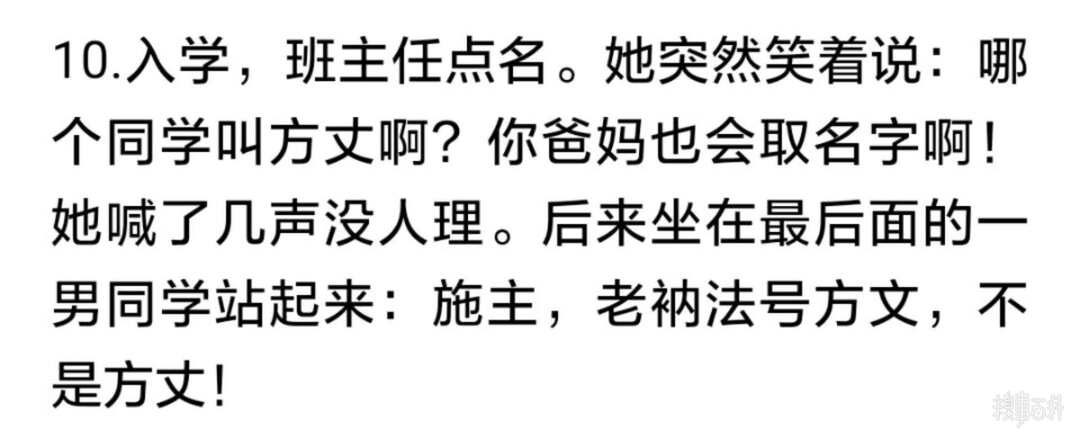 10.入学，班主任点名。她突然笑着说：哪
个同学叫方丈啊？你爸妈也会取名字啊！
她喊了几声没人理。后来坐在最后面的一
男同学站起来：施主，老衲法号方文，不
是方丈！